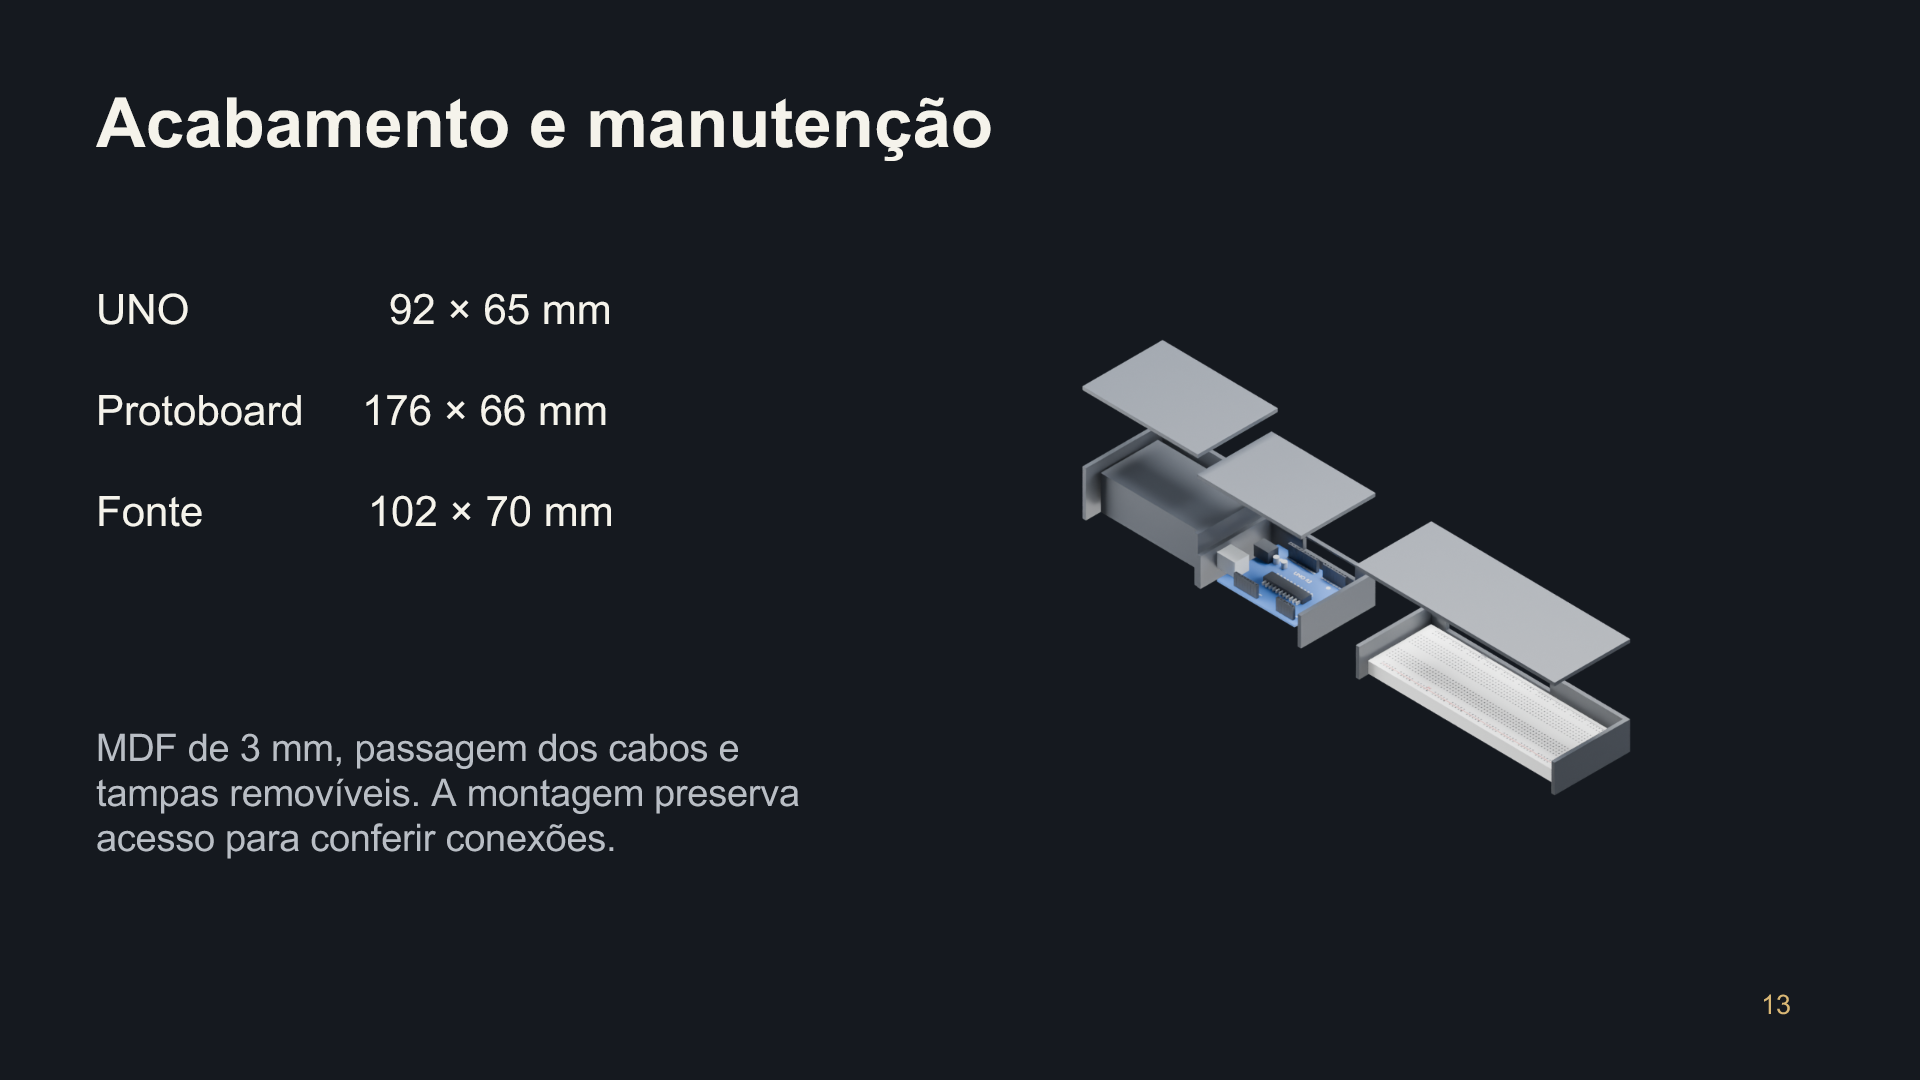 Acabamento e manutenção
UNO 92 × 65 mm
Protoboard 176 × 66 mm
Fonte 102 × 70 mm
MDF de 3 mm, passagem dos cabos e
tampas removíveis. A montagem preserva
acesso para conferir conexões.
13